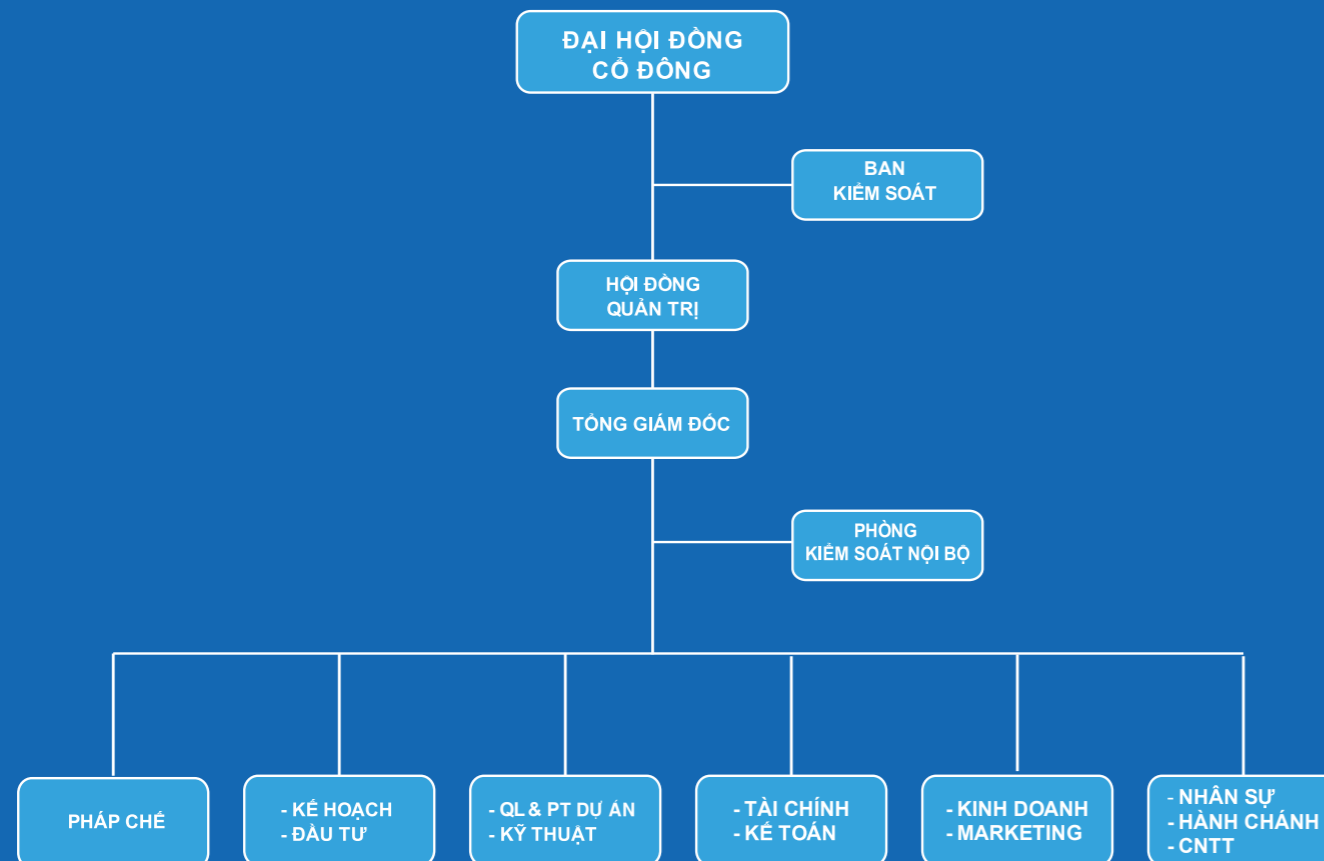 ĐẠI HỘI ĐỒNG
CỔ ĐÔNG
BAN
KIỂM SOÁT
HỘI ĐỒNG
QUẢN TRỊ
TỔNG GIÁM ĐỐC
PHÒNG
KIỂM SOÁT NỘI BỘ
PHÁP CHẾ
- KẾ HOẠCH
- ĐẦU TƯ
- QL & PT DỰ ÁN
- KỸ THUẬT
- TÀI CHÍNH
- KẾ TOÁN
- KINH DOANH
- MARKETING
- NHÂN SỰ
- HÀNH CHÁNH
- CNTT